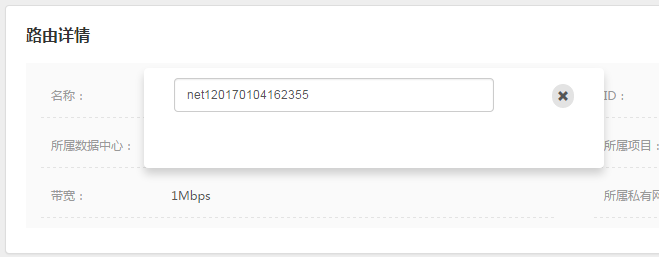 路由详情
名称：
net120170104162355
ID：
所属数据中心：
所属项目：
带宽：
1Mbps
所属私有网